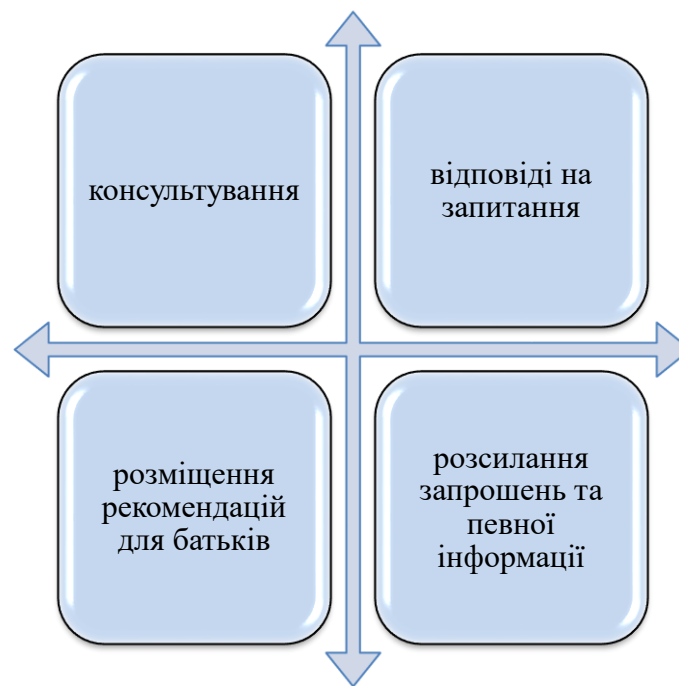 консультування
відповіді на
запитання
розміщення
рекомендацій
для батьків
розсилання
запрошень та
певної
інформації